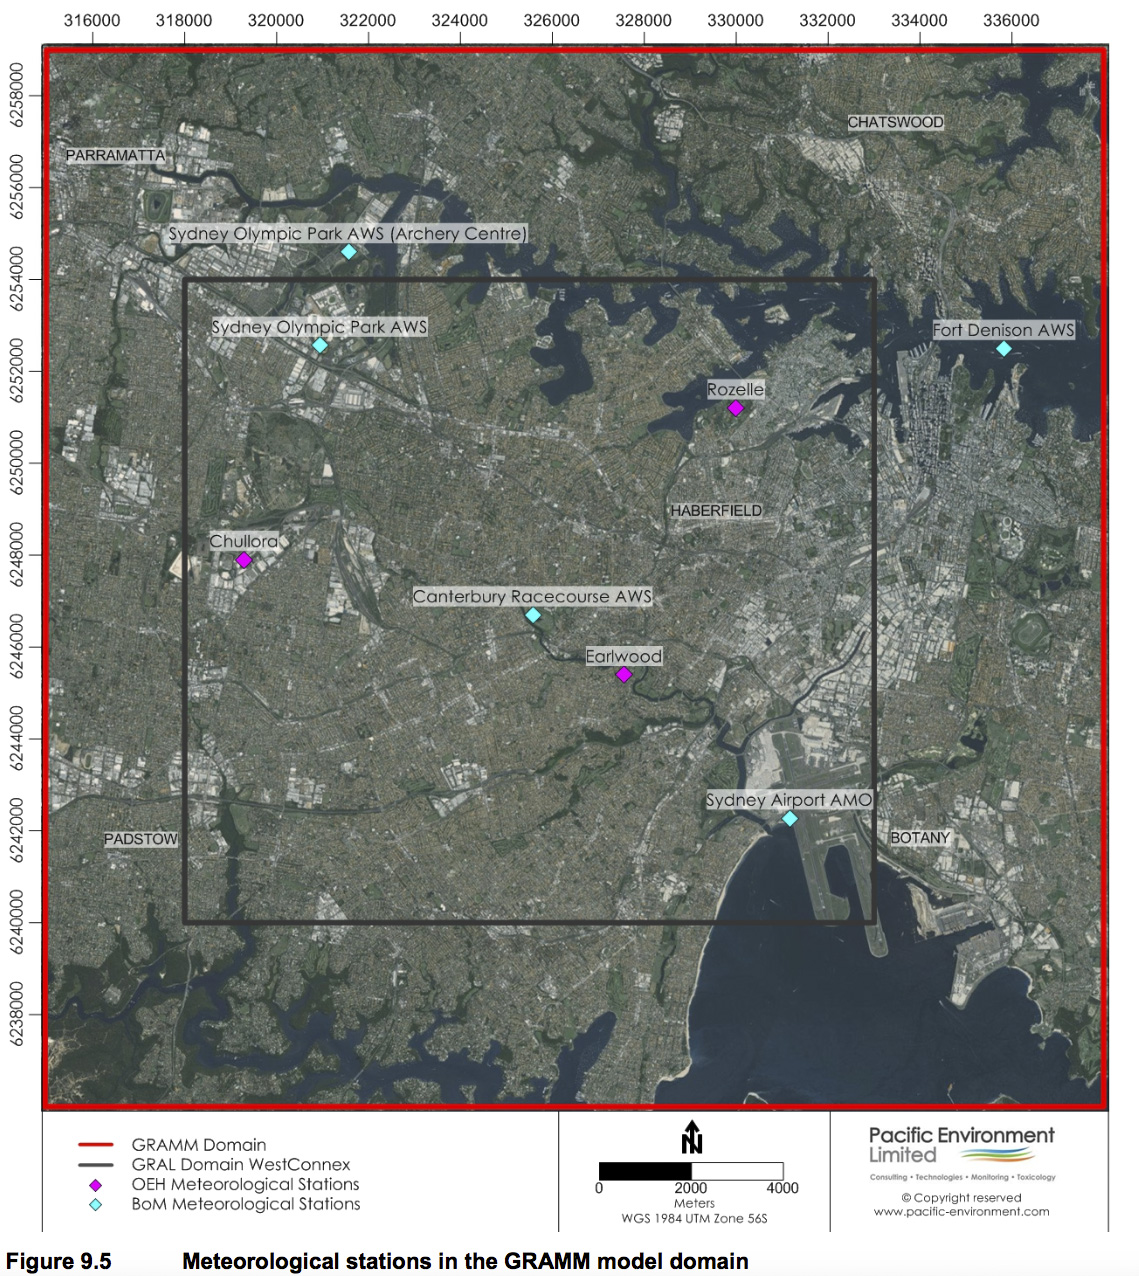 316000 318000 320000 322000 324000 326000 328000 330000 332000 334000 336000
6258000
6256000
6254000
6252000
6250000
6248000
6246000
6244000
6242000
6240000
6238000
CHATSWOOD
PARRAMATTA
Sydney Olympic Park AWS (Archery Centre)
Sydney Olympic Park AWS
Fort Denison AWS
Rozelle
HABERFIELD
Chullora
Canterbury Racecourse AWS
Earlwood
Sydney Airport AMO
PADSTOW
BOTANY
GRAMM Domain
GRAL Domain WestConnex
OEH Meteorological Stations
BoM Meteorological Stations
N
0 2000 4000
Meters
WGS 1984 UTM Zone 56S
Pacific Environment
Limited
Consulting • Technologies • Monitoring • Toxicology
© Copyright reserved
www.pacific-environment.com
Figure 9.5 Meteorological stations in the GRAMM model domain